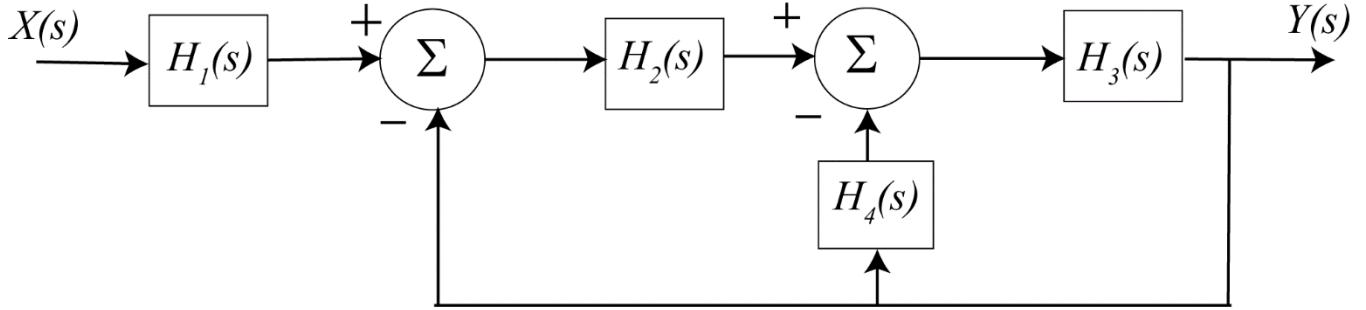 X(s) H₁(s) + − Σ H₂(s) + − Σ H₃(s) Y(s)
H₄(s)